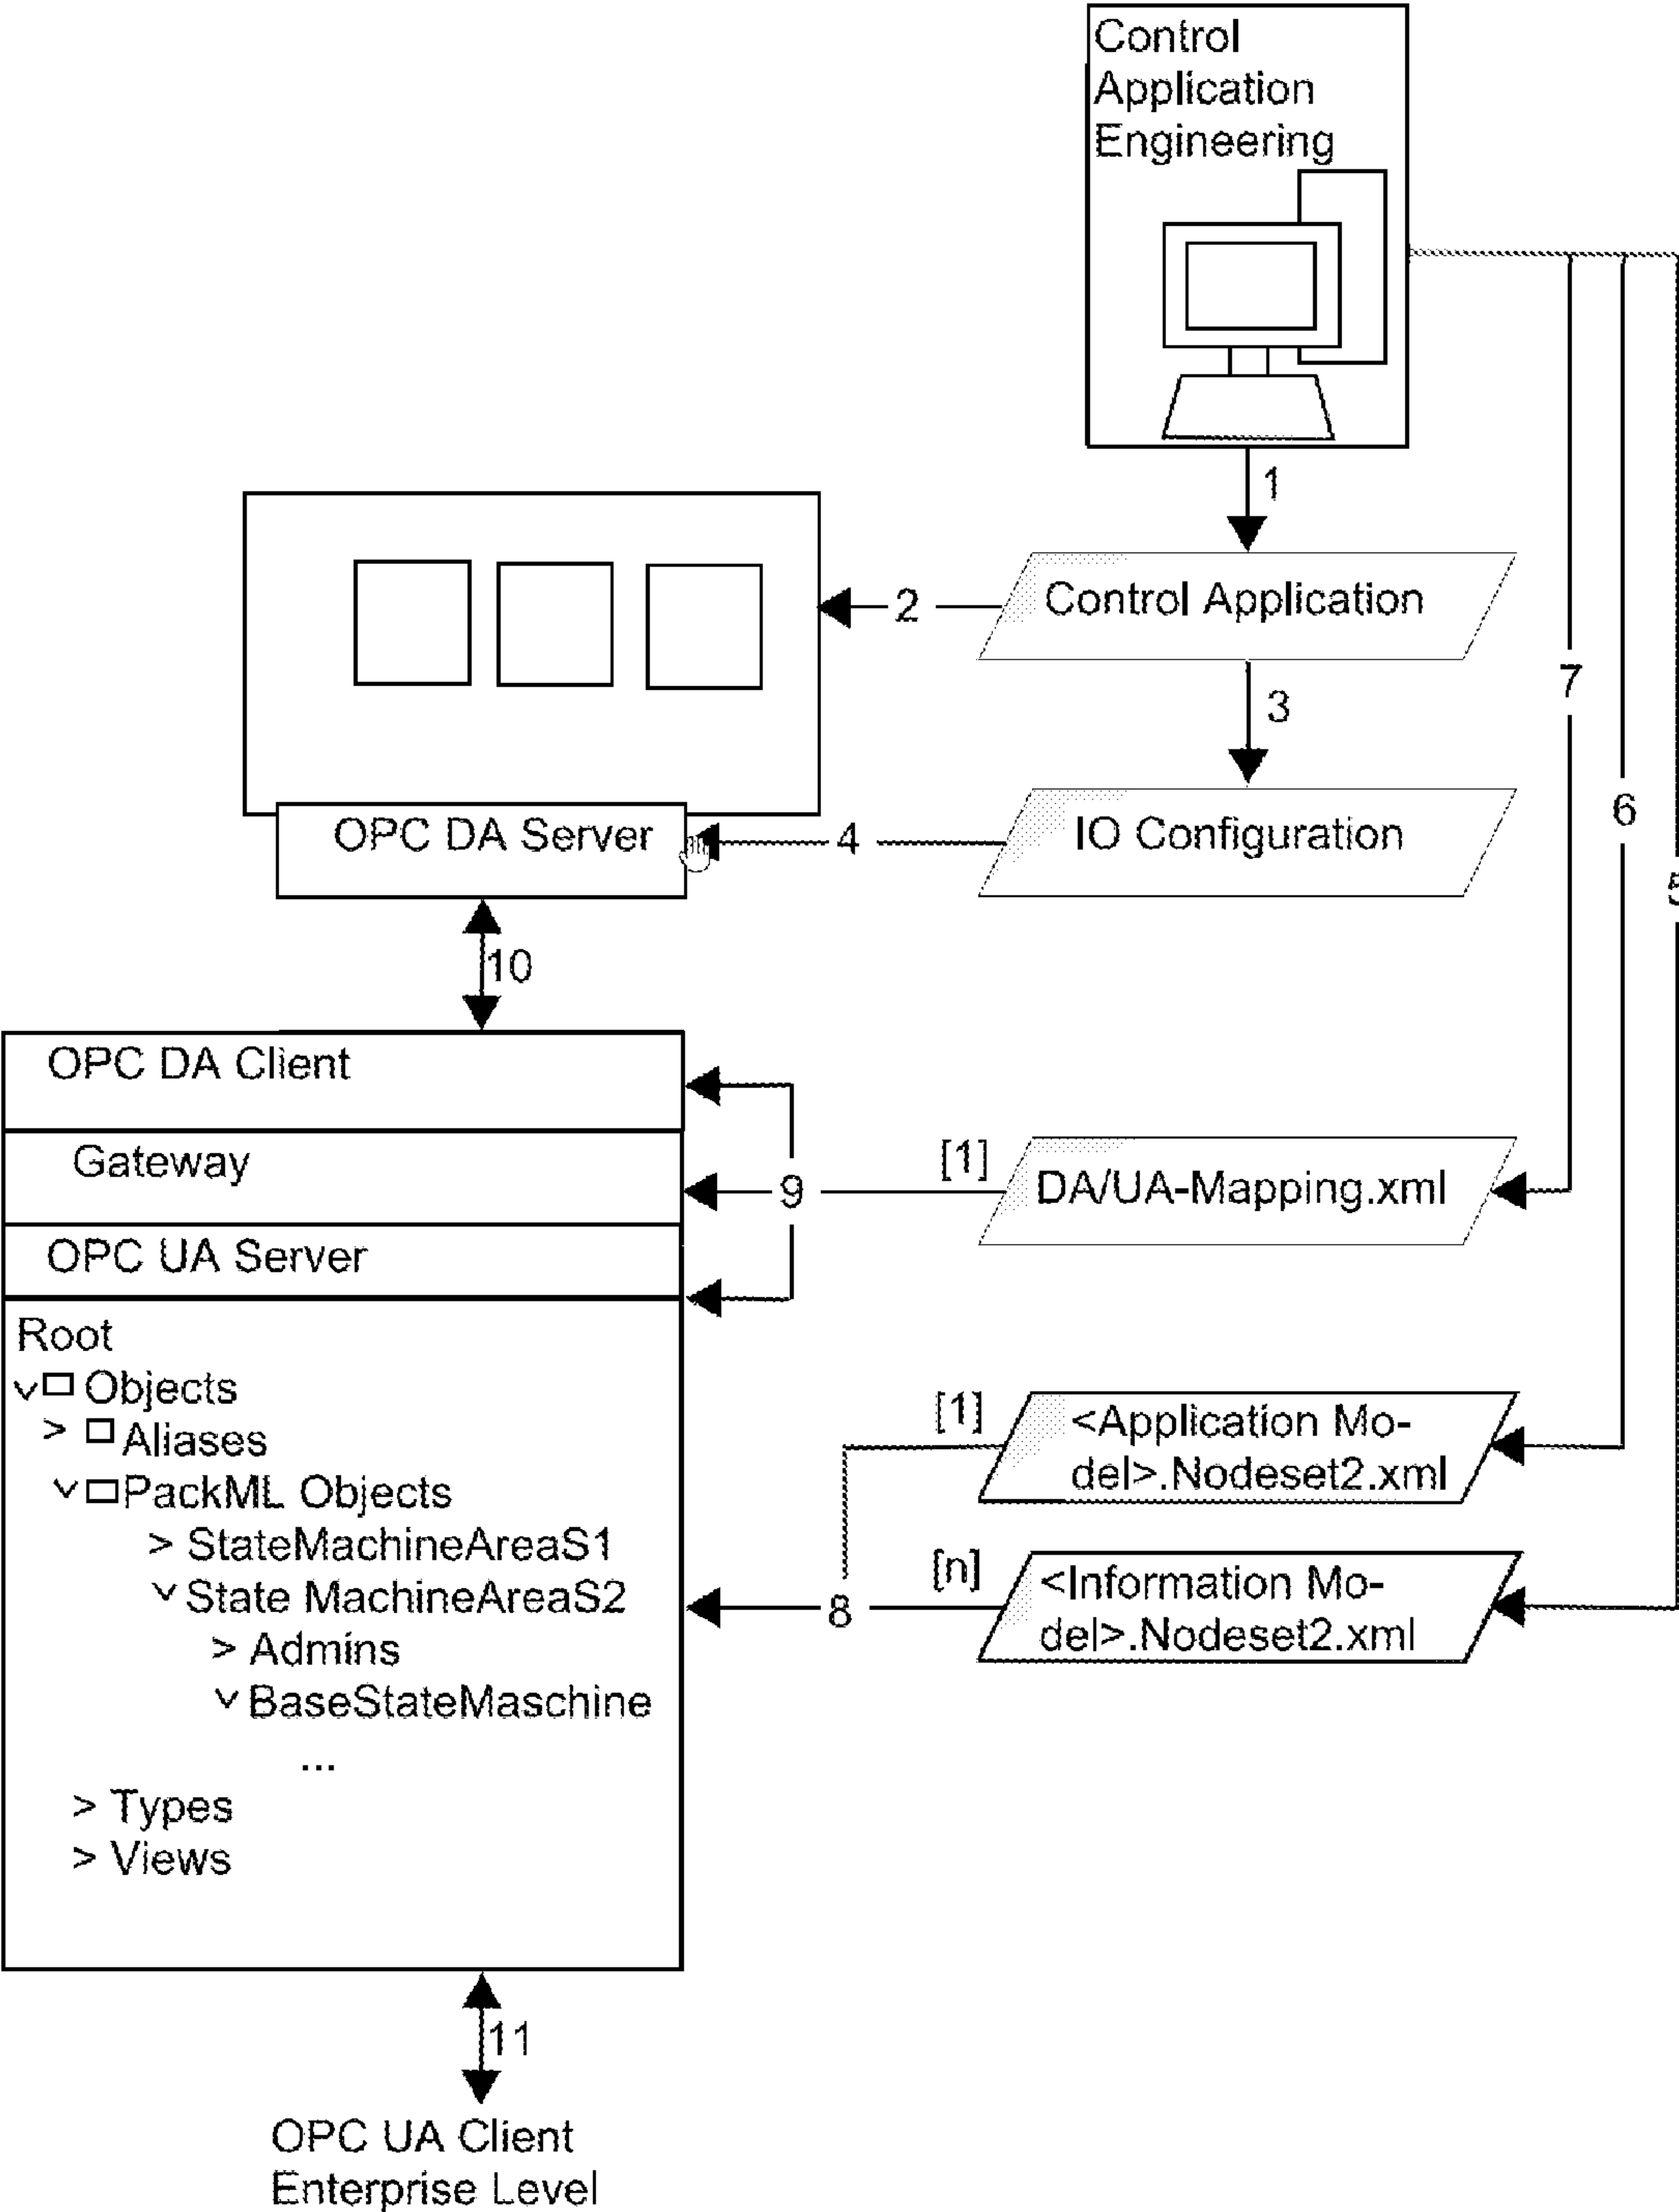 Control
Application
Engineering
1
2
Control Application
3
7
6
OPC DA Server
4
IO Configuration
5
10
OPC DA Client
Gateway
[1]
9
DA/UA-Mapping.xml
OPC UA Server
Root
Objects
> Aliases
[1]
<Application Mo-
del>.Nodeset2.xml
PackML Objects
> StateMachineAreaS1
State MachineAreaS2
[n]
8
<Information Mo-
del>.Nodeset2.xml
> Admins
BaseStateMaschine
...
> Types
> Views
11
OPC UA Client
Enterprise Level